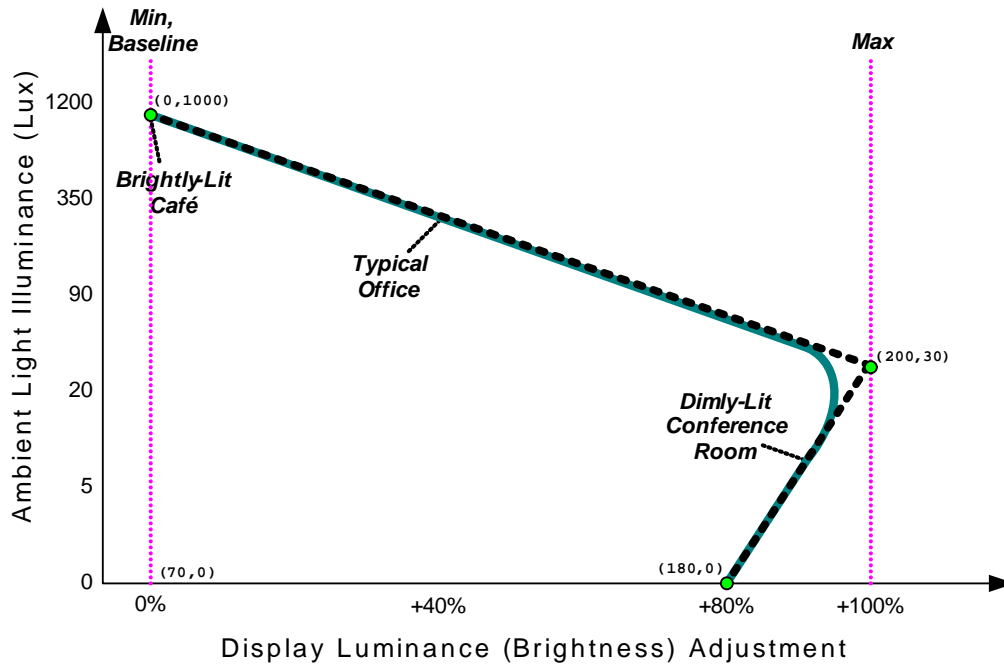 Min,
Baseline
Max
(0,1000)
1200
Brightly-Lit
Café
350
Typical
Office
90
(200,30)
20
Dimly-Lit
Conference
Room
5
(70,0)
(180,0)
0
0%
+40%
+80%
+100%
Display Luminance (Brightness) Adjustment
Ambient Light Illuminance (Lux)